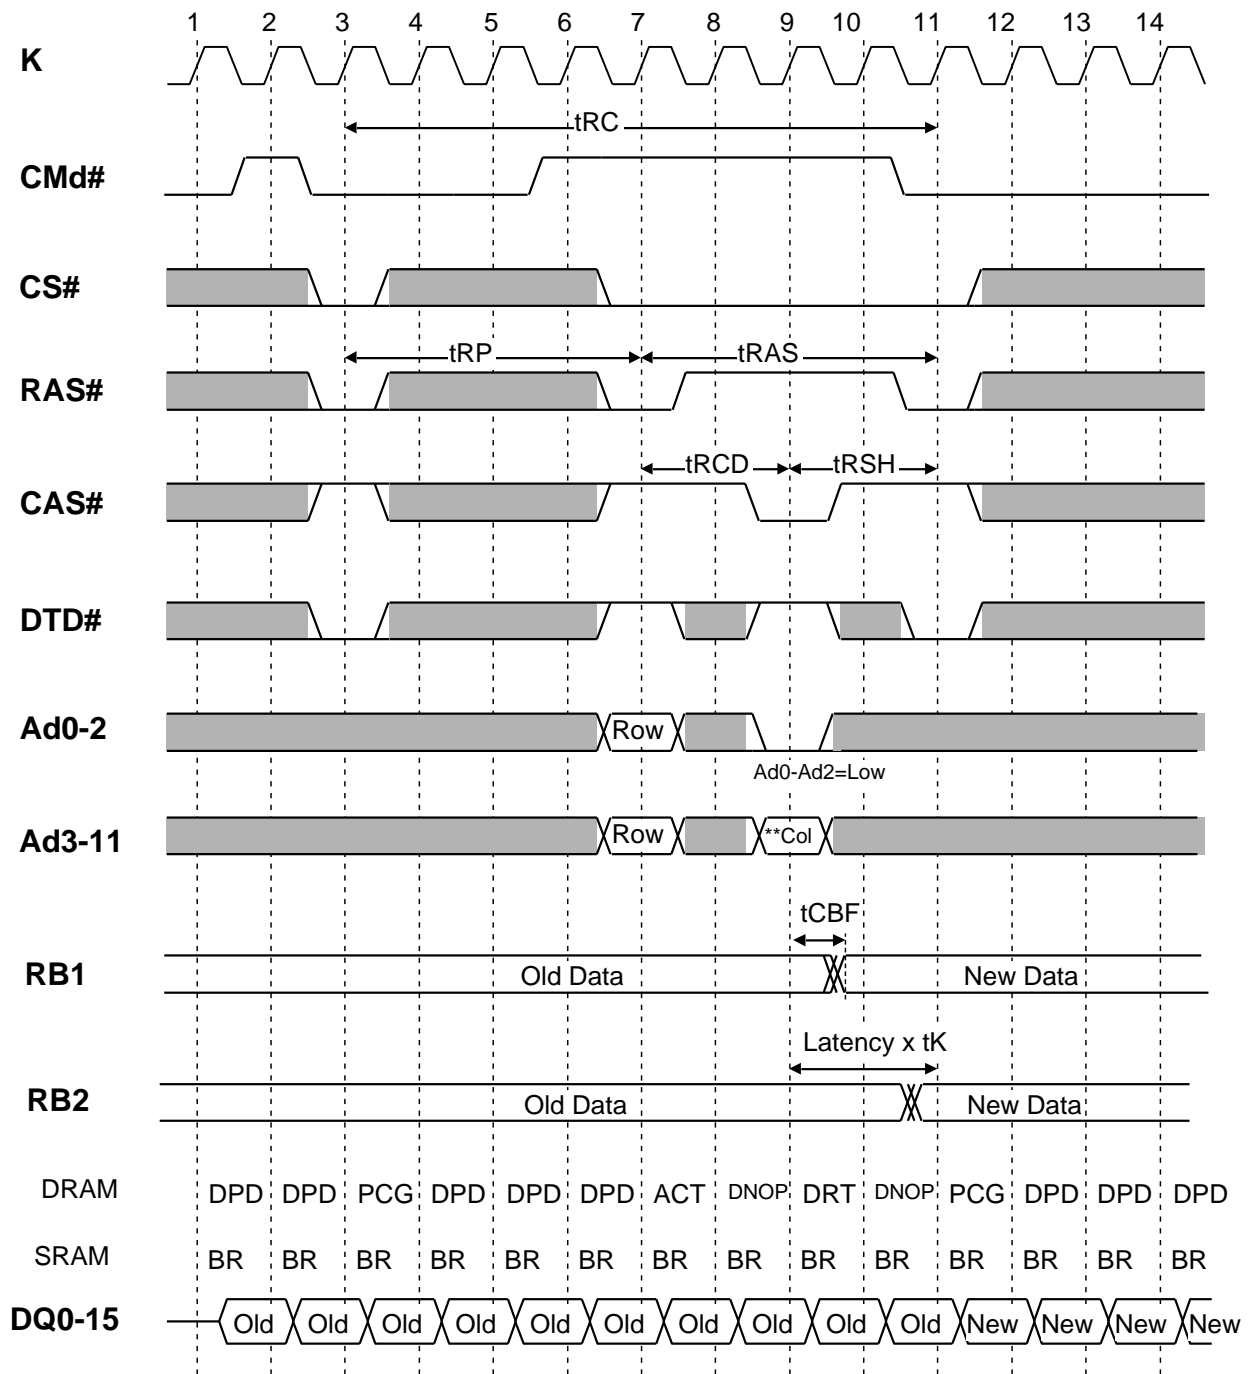 1 2 3 4 5 6 7 8 9 10 11 12 13 14
K
tRC
CMd#
CS#
tRP tRAS
RAS#
tRCD tRSH
CAS#
DTD#
Ad0-2 Row
Ad0-Ad2=Low
Ad3-11 Row **Col
tCBF
RB1 Old Data New Data
Latency x tK
RB2 Old Data New Data
DRAM DPD DPD PCG DPD DPD DPD ACT DNOP DRT DNOP PCG DPD DPD DPD
SRAM BR BR BR BR BR BR BR BR BR BR BR BR BR BR
DQ0-15 Old Old Old Old Old Old Old Old Old Old New New New New